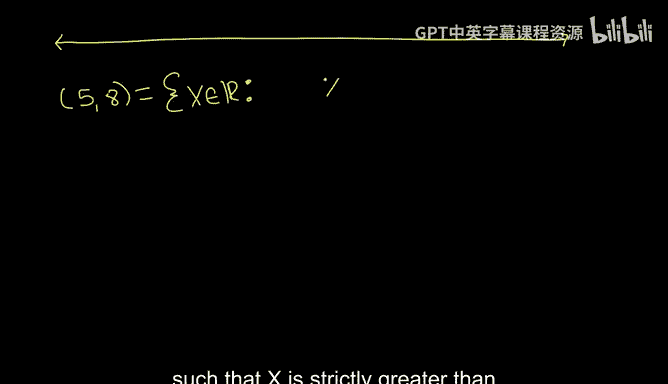 GPT中英字幕课程资源 bilibili
(5,8)={X∈ℝ:
such that X is strictly greater than